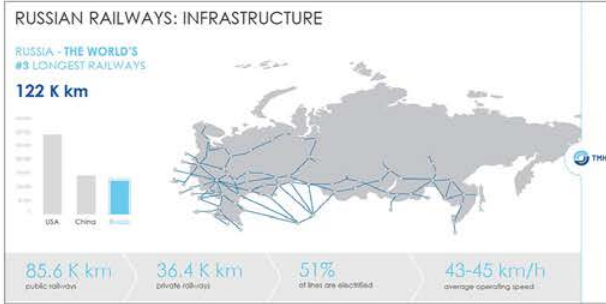 RUSSIAN RAILWAYS: INFRASTRUCTURE
RUSSIA - THE WORLD'S
#3 LONGEST RAILWAYS
122 K km
USA
China
Russia
TMH
85.6 K km
public railways
36.4 K km
private railways
51%
of lines are electrified
43-45 km/h
average operating speed